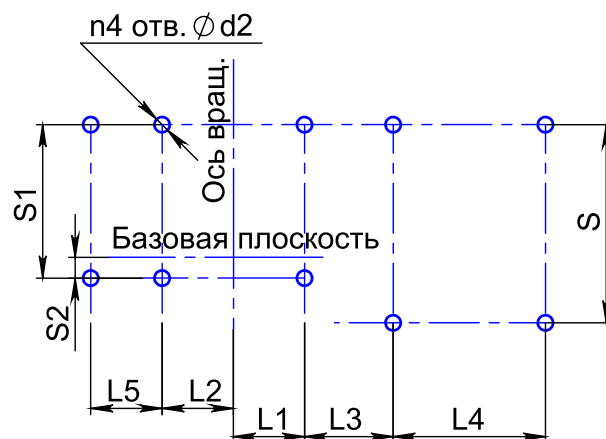 n4 отв. ∅ d2
Ось вращ.
S1
Базовая плоскость
S
S2
L5
L2
L1
L3
L4